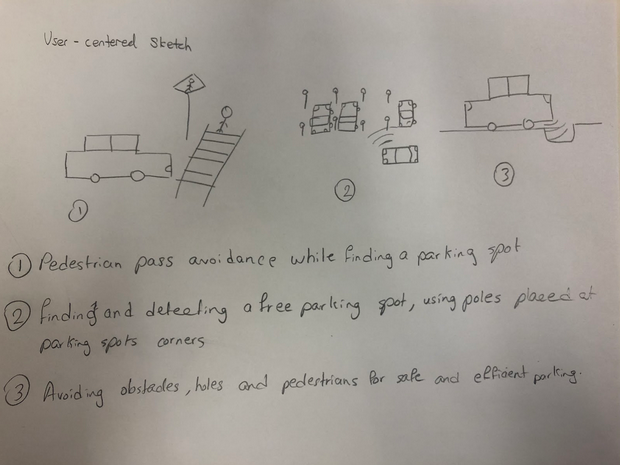 User-centered Sketch
1
2
3
1 Pedestrian pass avoidance while finding a parking spot
2 finding and detecting a free parking spot, using poles placed at
parking spots corners
3 Avoiding obstacles, holes and pedestrians for safe and efficient parking.